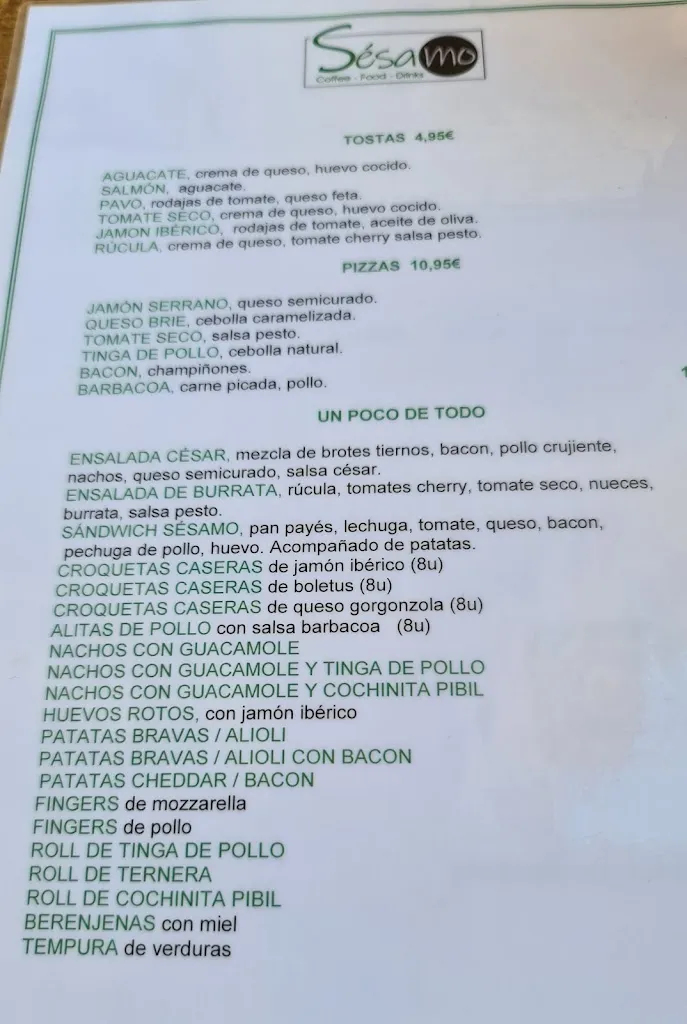 Sésamo
Coffee - Food - Drinks
TOSTAS 4,95€
AGUACATE, crema de queso, huevo cocido.
SALMÓN, aguacate.
PAVO, rodajas de tomate, queso feta.
TOMATE SECO, crema de queso, huevo cocido.
JAMON IBÉRICO, rodajas de tomate, aceite de oliva.
RÚCULA, crema de queso, tomate cherry salsa pesto.
PIZZAS 10,95€
JAMÓN SERRANO, queso semicurado.
QUESO BRIE, cebolla caramelizada.
TOMATE SECO, salsa pesto.
TINGA DE POLLO, cebolla natural.
BACON, champiñones.
BARBACOA, carne picada, pollo.
UN POCO DE TODO
ENSALADA CÉSAR, mezcla de brotes tiernos, bacon, pollo crujiente,
nachos, queso semicurado, salsa césar.
ENSALADA DE BURRATA, rúcula, tomates cherry, tomate seco, nueces,
burrata, salsa pesto.
SÁNDWICH SÉSAMO, pan payés, lechuga, tomate, queso, bacon,
pechuga de pollo, huevo. Acompañado de patatas.
CROQUETAS CASERAS de jamón ibérico (8u)
CROQUETAS CASERAS de boletus (8u)
CROQUETAS CASERAS de queso gorgonzola (8u)
ALITAS DE POLLO con salsa barbacoa (8u)
NACHOS CON GUACAMOLE
NACHOS CON GUACAMOLE Y TINGA DE POLLO
NACHOS CON GUACAMOLE Y COCHINITA PIBIL
HUEVOS ROTOS, con jamón ibérico
PATATAS BRAVAS / ALIOLI
PATATAS BRAVAS / ALIOLI CON BACON
PATATAS CHEDDAR / BACON
FINGERS de mozzarella
FINGERS de pollo
ROLL DE TINGA DE POLLO
ROLL DE TERNERA
ROLL DE COCHINITA PIBIL
BERENJENAS con miel
TEMPURA de verduras